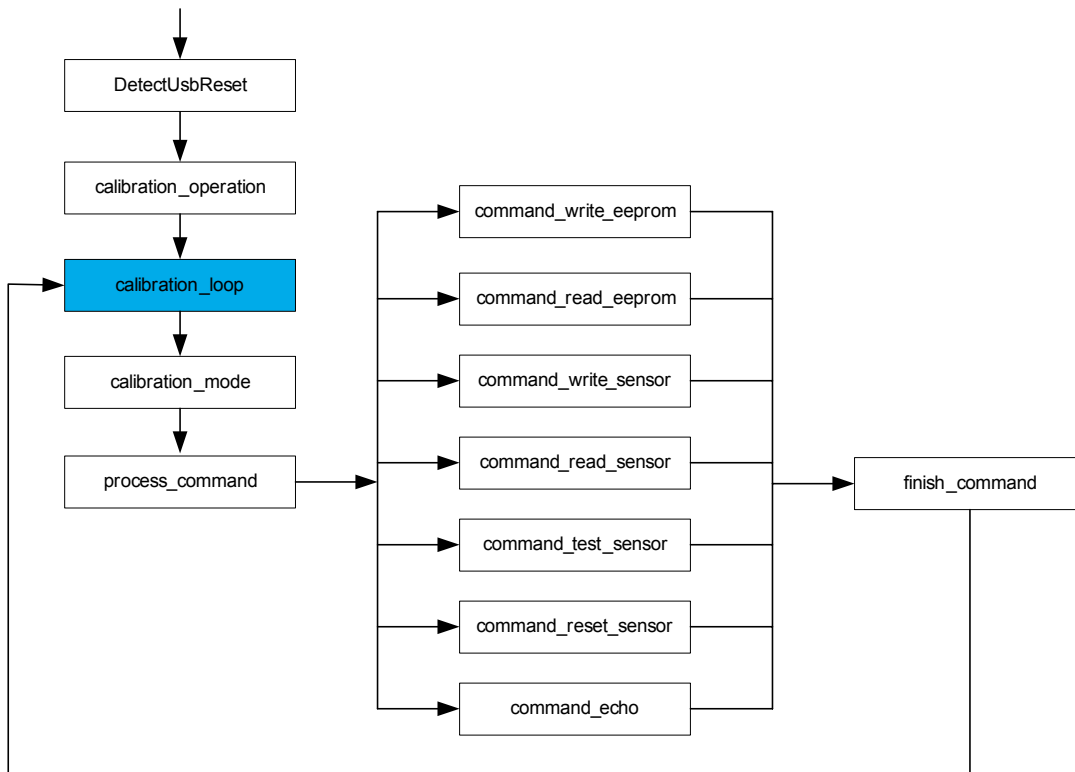 DetectUsbReset
calibration_operation
calibration_loop
calibration_mode
process_command
command_write_eeprom
command_read_eeprom
command_write_sensor
command_read_sensor
command_test_sensor
command_reset_sensor
command_echo
finish_command